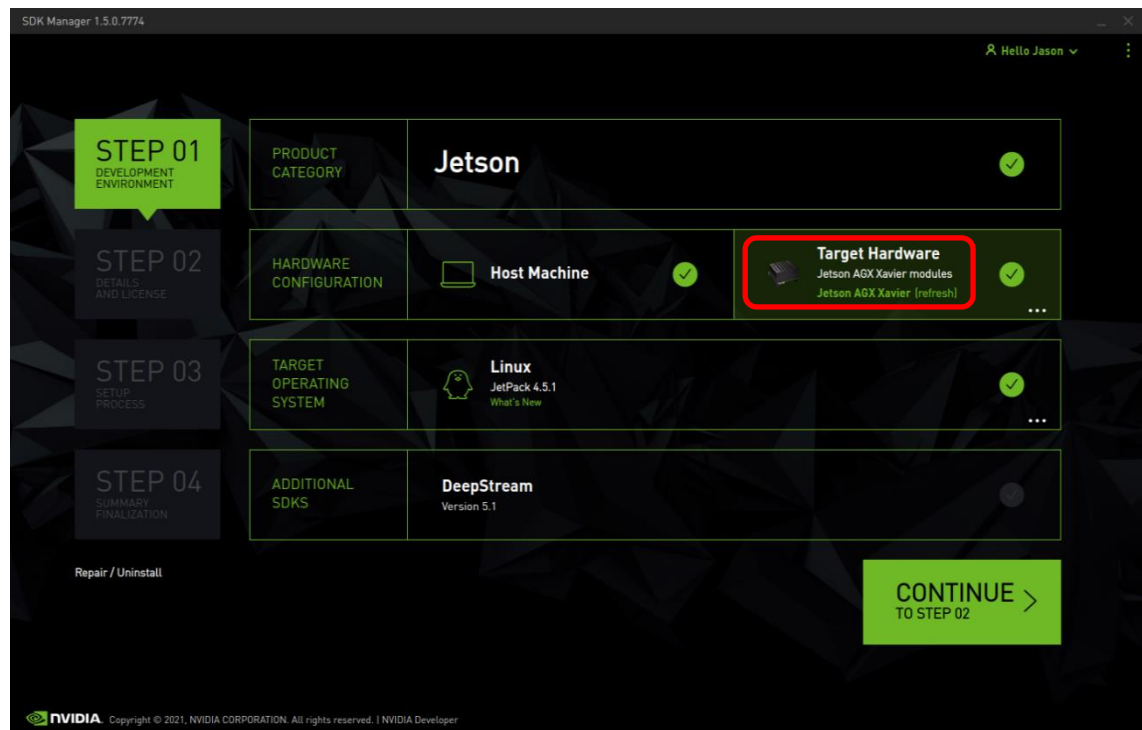 SDK Manager 1.5.0.7774
Hello Jason
STEP 01
DEVELOPMENT
ENVIRONMENT
PRODUCT
CATEGORY
Jetson
STEP 02
DETAILS
AND LICENSE
HARDWARE
CONFIGURATION
Host Machine
Target Hardware
Jetson AGX Xavier modules
Jetson AGX Xavier (refresh)
...
STEP 03
SETUP
PROCESS
TARGET
OPERATING
SYSTEM
Linux
JetPack 4.5.1
What's New
...
STEP 04
SUMMARY
FINALIZATION
ADDITIONAL
SDKS
DeepStream
Version 5.1
Repair / Uninstall
CONTINUE >
TO STEP 02
NVIDIA. Copyright © 2021, NVIDIA CORPORATION. All rights reserved. | NVIDIA Developer